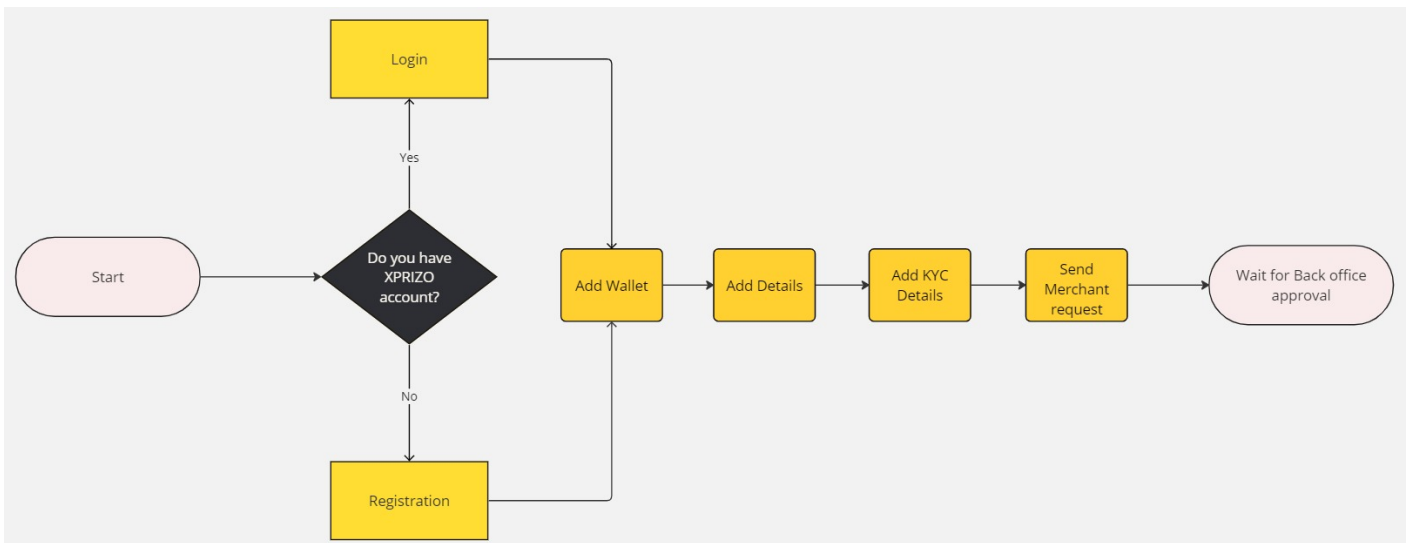 Login
Yes
Start
Do you have
XPRIZO
account?
Add Wallet
Add Details
Add KYC
Details
Send
Merchant
request
Wait for Back office
approval
No
Registration